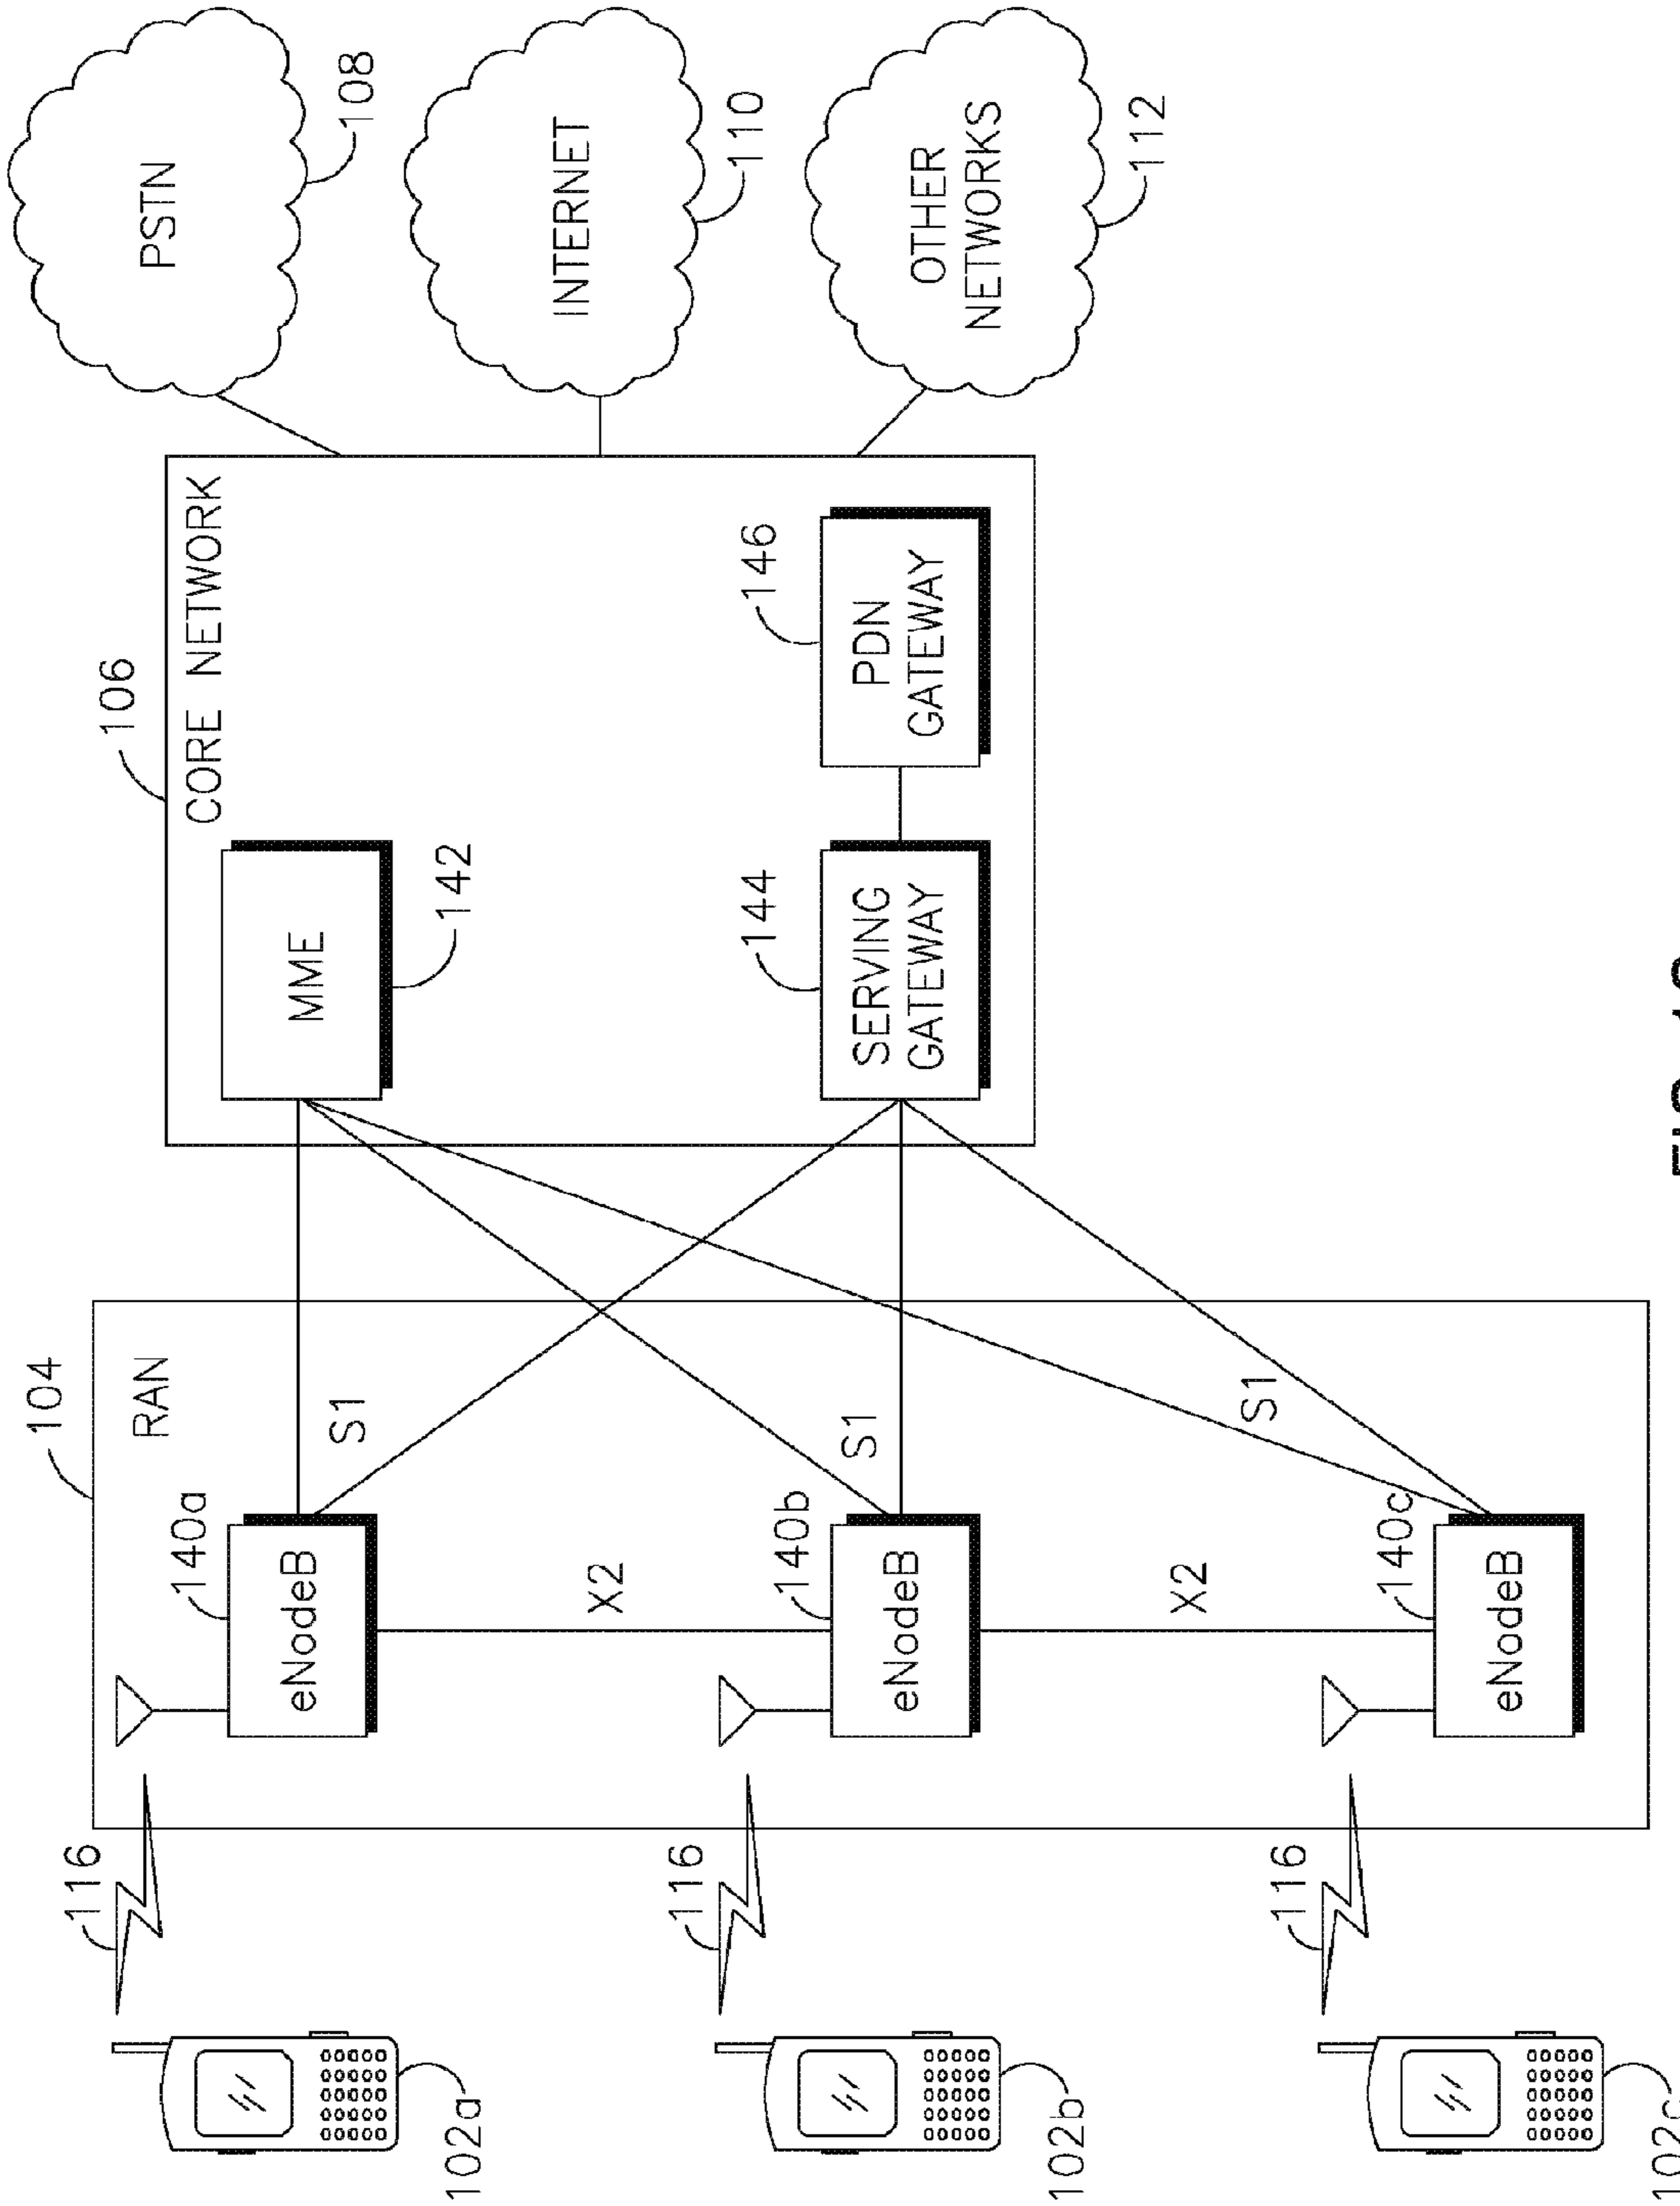 104
116
106
RAN
PSTN
140a
CORE NETWORK
eNodeB
MME
S1
108
102a
142
X2
INTERNET
116
110
144
146
140b
S1
eNodeB
SERVING
GATEWAY
PDN
GATEWAY
OTHER
NETWORKS
102b
112
X2
S1
116
140c
eNodeB
102c